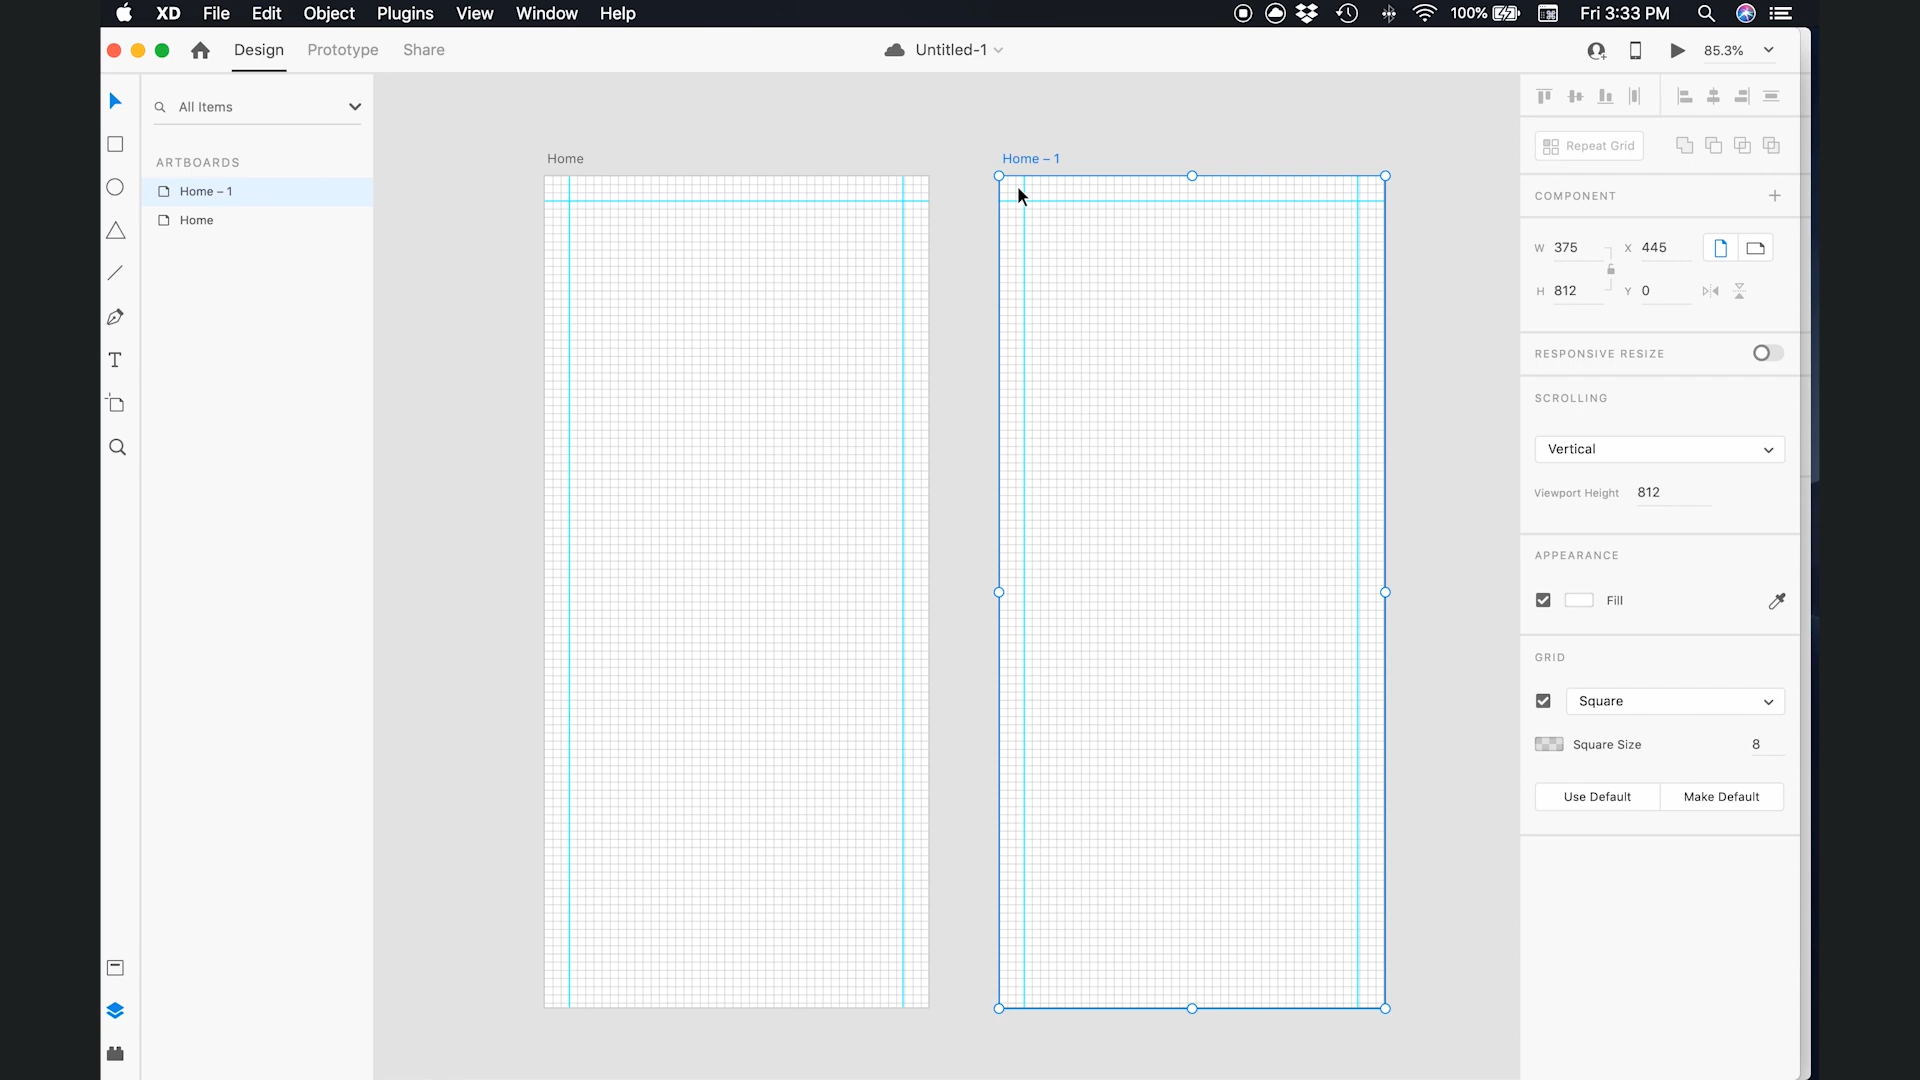 XD File Edit Object Plugins View Window Help 100% Fri 3:33 PM
Design Prototype Share Untitled-1 85.3%
All Items
ARTBOARDS
Home – 1
Home
Home
Home – 1
Repeat Grid
COMPONENT
W 375 X 445
H 812 Y 0
RESPONSIVE RESIZE
SCROLLING
Vertical
Viewport Height 812
APPEARANCE
Fill
GRID
Square
Square Size 8
Use Default Make Default